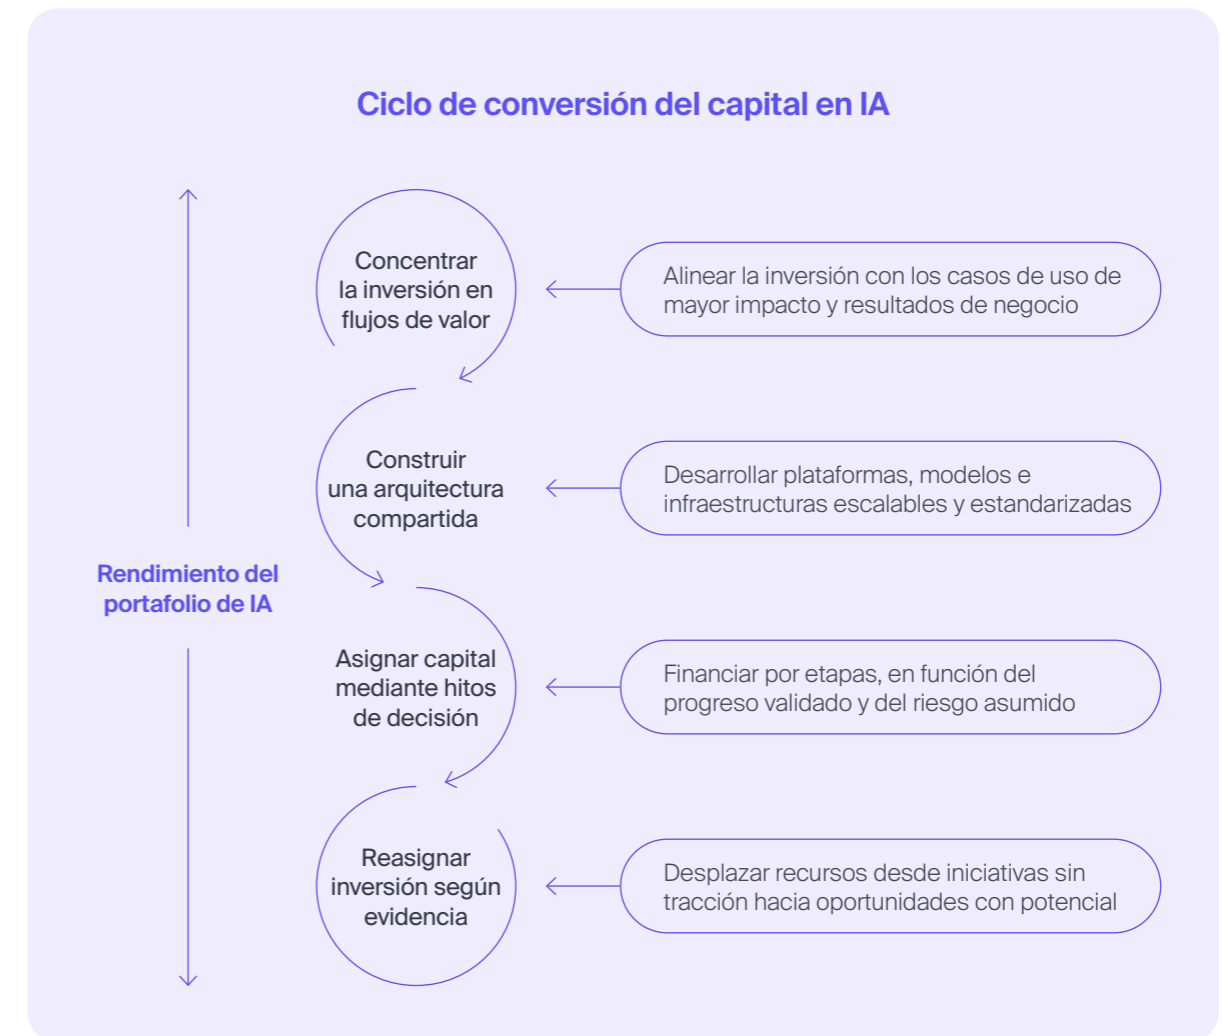 Ciclo de conversión del capital en IA
Concentrar
la inversión en
flujos de valor
Alinear la inversión con los casos de uso de
mayor impacto y resultados de negocio
Construir
una arquitectura
compartida
Desarrollar plataformas, modelos e
infraestructuras escalables y estandarizadas
Rendimiento del
portafolio de IA
Asignar capital
mediante hitos
de decisión
Financiar por etapas, en función del
progreso validado y del riesgo asumido
Reasignar
inversión según
evidencia
Desplazar recursos desde iniciativas sin
tracción hacia oportunidades con potencial